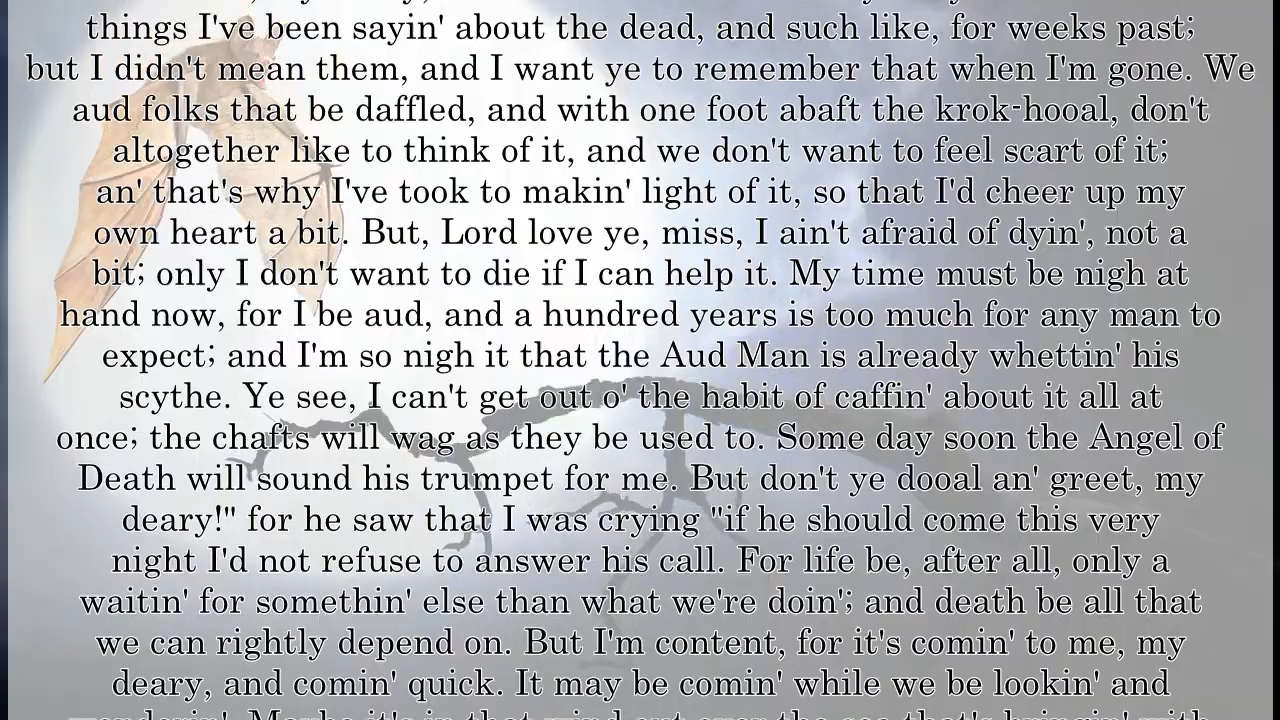 things I've been sayin' about the dead, and such like, for weeks past;
but I didn't mean them, and I want ye to remember that when I'm gone. We
aud folks that be daffled, and with one foot abaft the krok-hooal, don't
altogether like to think of it, and we don't want to feel scart of it;
an' that's why I've took to makin' light of it, so that I'd cheer up my
own heart a bit. But, Lord love ye, miss, I ain't afraid of dyin', not a
bit; only I don't want to die if I can help it. My time must be nigh at
hand now, for I be aud, and a hundred years is too much for any man to
expect; and I'm so nigh it that the Aud Man is already whettin' his
scythe. Ye see, I can't get out o' the habit of caffin' about it all at
once; the chafts will wag as they be used to. Some day soon the Angel of
Death will sound his trumpet for me. But don't ye dooal an' greet, my
deary!" for he saw that I was crying "if he should come this very
night I'd not refuse to answer his call. For life be, after all, only a
waitin' for somethin' else than what we're doin'; and death be all that
we can rightly depend on. But I'm content, for it's comin' to me, my
deary, and comin' quick. It may be comin' while we be lookin' and
Maybe it's in that wind out over the sea that's bringin' with